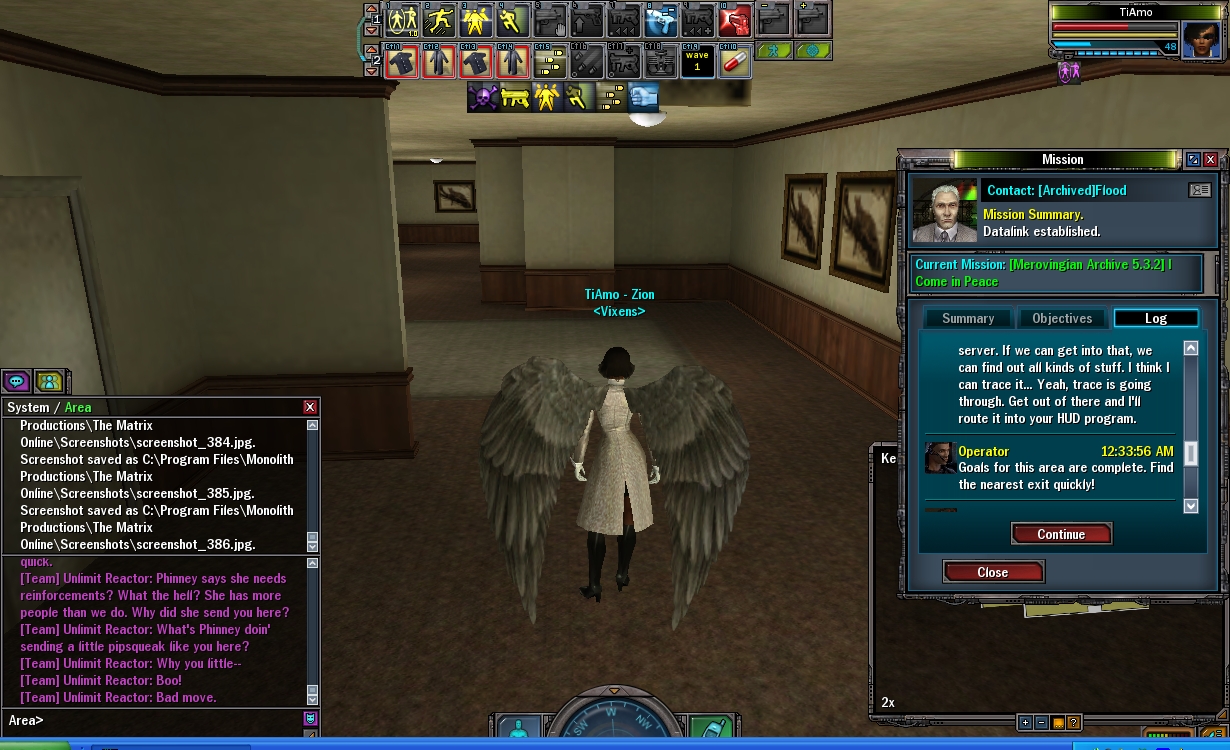 TiAmo
48
1
2
1.0
wave
1
TiAmo - Zion
<Vixens>
Mission
Contact: [Archived]Flood
Mission Summary.
Datalink established.
Current Mission: [Merovingian Archive 5.3.2] I
Come in Peace
Summary
Objectives
Log
server. If we can get into that, we
can find out all kinds of stuff. I think I
can trace it... Yeah, trace is going
through. Get out of there and I'll
route it into your HUD program.
Operator
12:33:56 AM
Goals for this area are complete. Find
the nearest exit quickly!
Continue
Close
System / Area
Productions\The Matrix
Online\Screenshots\screenshot_384.jpg.
Screenshot saved as C:\Program Files\Monolith
Productions\The Matrix
Online\Screenshots\screenshot_385.jpg.
Screenshot saved as C:\Program Files\Monolith
Productions\The Matrix
Online\Screenshots\screenshot_386.jpg.
quick.
[Team] Unlimit Reactor: Phinney says she needs
reinforcements? What the hell? She has more
people than we do. Why did she send you here?
[Team] Unlimit Reactor: What's Phinney doin'
sending a little pipsqueak like you here?
[Team] Unlimit Reactor: Why you little--
[Team] Unlimit Reactor: Boo!
[Team] Unlimit Reactor: Bad move.
Area>
Ke
2x
SW
W
NW